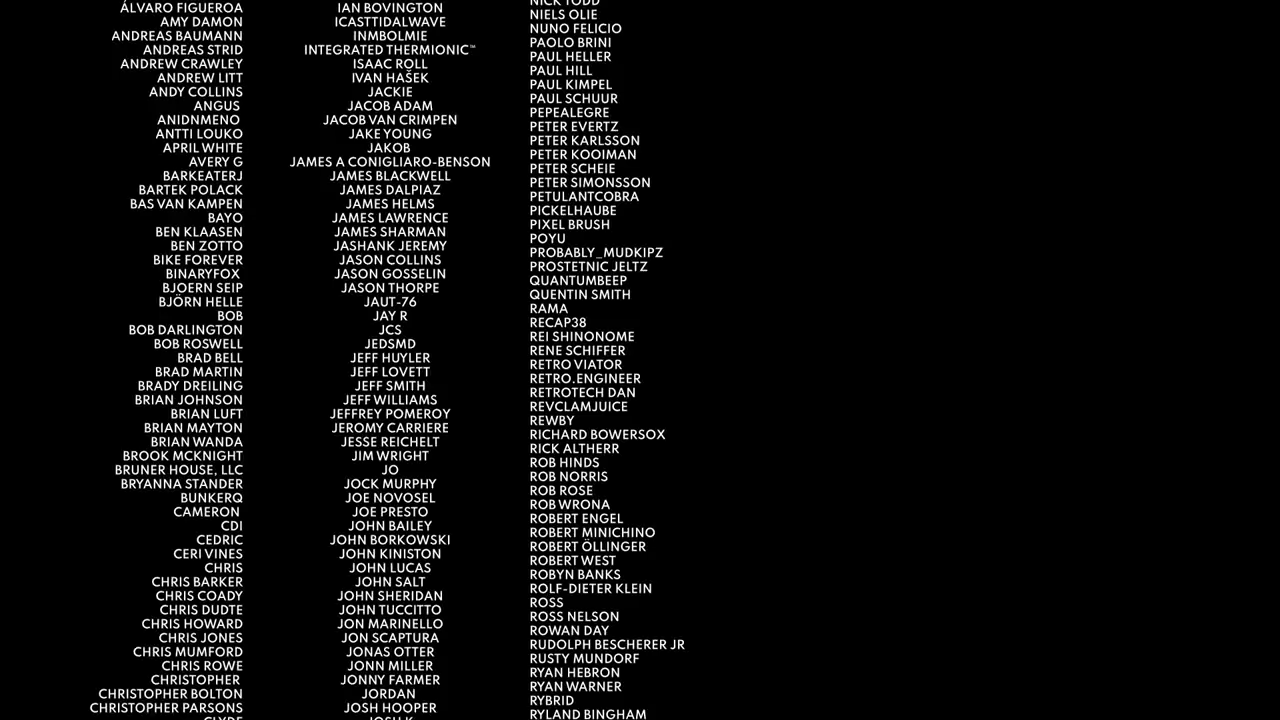 ÁLVARO FIGUEROA
AMY DAMON
ANDREAS BAUMANN
ANDREAS STRID
ANDREW CRAWLEY
ANDREW LITT
ANDY COLLINS
ANGUS
ANIDNMENO
ANTTI LOUKO
APRIL WHITE
AVERY G
BARKEATERJ
BARTEK POLACK
BAS VAN KAMPEN
BAYO
BEN KLAASEN
BEN ZOTTO
BIKE FOREVER
BINARYFOX
BJOERN SEIP
BJÖRN HELLE
BOB
BOB DARLINGTON
BOB ROSWELL
BRAD BELL
BRAD MARTIN
BRADY DREILING
BRIAN JOHNSON
BRIAN LUFT
BRIAN MAYTON
BRIAN WANDA
BROOK MCKNIGHT
BRUNER HOUSE, LLC
BRYANNA STANDER
BUNKERQ
CAMERON
CDI
CEDRIC
CERI VINES
CHRIS
CHRIS BARKER
CHRIS COADY
CHRIS DUDTE
CHRIS HOWARD
CHRIS JONES
CHRIS MUMFORD
CHRIS ROWE
CHRISTOPHER
CHRISTOPHER BOLTON
CHRISTOPHER PARSONS
CLYDE
IAN BOVINGTON
ICASTTIDALWAVE
INMBOLMIE
INTEGRATED THERMIONIC™
ISAAC ROLL
IVAN HAŠEK
JACKIE
JACOB ADAM
JACOB VAN CRIMPEN
JAKE YOUNG
JAKOB
JAMES A CONIGLIARO-BENSON
JAMES BLACKWELL
JAMES DALPIAZ
JAMES HELMS
JAMES LAWRENCE
JAMES SHARMAN
JASHANK JEREMY
JASON COLLINS
JASON GOSSELIN
JASON THORPE
JAUT-76
JAY R
JCS
JEDSMD
JEFF HUYLER
JEFF LOVETT
JEFF SMITH
JEFF WILLIAMS
JEFFREY POMEROY
JEROMY CARRIERE
JESSE REICHELT
JIM WRIGHT
JO
JOCK MURPHY
JOE NOVOSEL
JOE PRESTO
JOHN BAILEY
JOHN BORKOWSKI
JOHN KINISTON
JOHN LUCAS
JOHN SALT
JOHN SHERIDAN
JOHN TUCCITTO
JON MARINELLO
JON SCAPTURA
JONAS OTTER
JONN MILLER
JONNY FARMER
JORDAN
JOSH HOOPER
JOSH K
NICK TODD
NIELS OLIE
NUNO FELICIO
PAOLO BRINI
PAUL HELLER
PAUL HILL
PAUL KIMPEL
PAUL SCHUUR
PEPEALEGRE
PETER EVERTZ
PETER KARLSSON
PETER KOOIMAN
PETER SCHEIE
PETER SIMONSSON
PETULANTCOBRA
PICKELHAUBE
PIXEL BRUSH
POYU
PROBABLY_MUDKIPZ
PROSTETNIC JELTZ
QUANTUMBEEP
QUENTIN SMITH
RAMA
RECAP38
REI SHINONOME
RENE SCHIFFER
RETRO VIATOR
RETRO.ENGINEER
RETROTECH DAN
REVCLAMJUICE
REWBY
RICHARD BOWERSOX
RICK ALTHERR
ROB HINDS
ROB NORRIS
ROB ROSE
ROB WRONA
ROBERT ENGEL
ROBERT MINICHINO
ROBERT ÖLLINGER
ROBERT WEST
ROBYN BANKS
ROLF-DIETER KLEIN
ROSS
ROSS NELSON
ROWAN DAY
RUDOLPH BESCHERER JR
RUSTY MUNDORF
RYAN HEBRON
RYAN WARNER
RYBRID
RYLAND BINGHAM